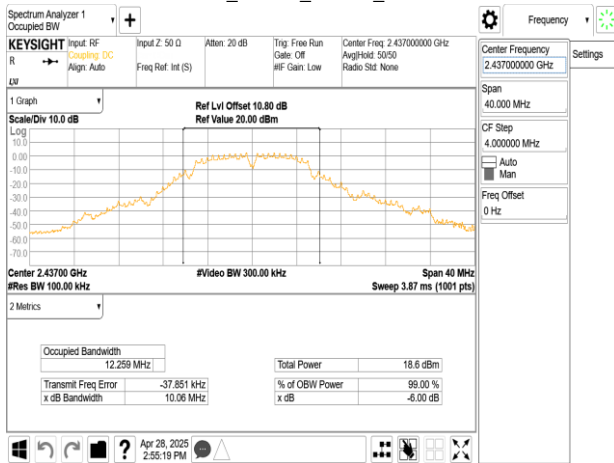 Spectrum Analyzer 1
Occupied BW
Frequency
KEYSIGHT
R
LXI
Input: RF
Coupling: DC
Align: Auto
Input Z: 50 Ω
Freq Ref: Int (S)
Atten: 20 dB
Trig: Free Run
Gate: Off
#IF Gain: Low
Center Freq: 2.437000000 GHz
Avg|Hold: 50/50
Radio Std: None
Center Frequency
2.437000000 GHz
Settings
Span
40.000 MHz
CF Step
4.000000 MHz
Auto
Man
Freq Offset
0 Hz
1 Graph
Scale/Div 10.0 dB
Ref Lvl Offset 10.80 dB
Ref Value 20.00 dBm
Log
10.0
0.00
-10.0
-20.0
-30.0
-40.0
-50.0
-60.0
-70.0
Center 2.43700 GHz
#Res BW 100.00 kHz
#Video BW 300.00 kHz
Span 40 MHz
Sweep 3.87 ms (1001 pts)
2 Metrics
Occupied Bandwidth
12.259 MHz
Total Power 18.6 dBm
Transmit Freq Error -37.851 kHz
% of OBW Power 99.00 %
x dB Bandwidth 10.06 MHz
x dB -6.00 dB
?
Apr 28, 2025
2:55:19 PM